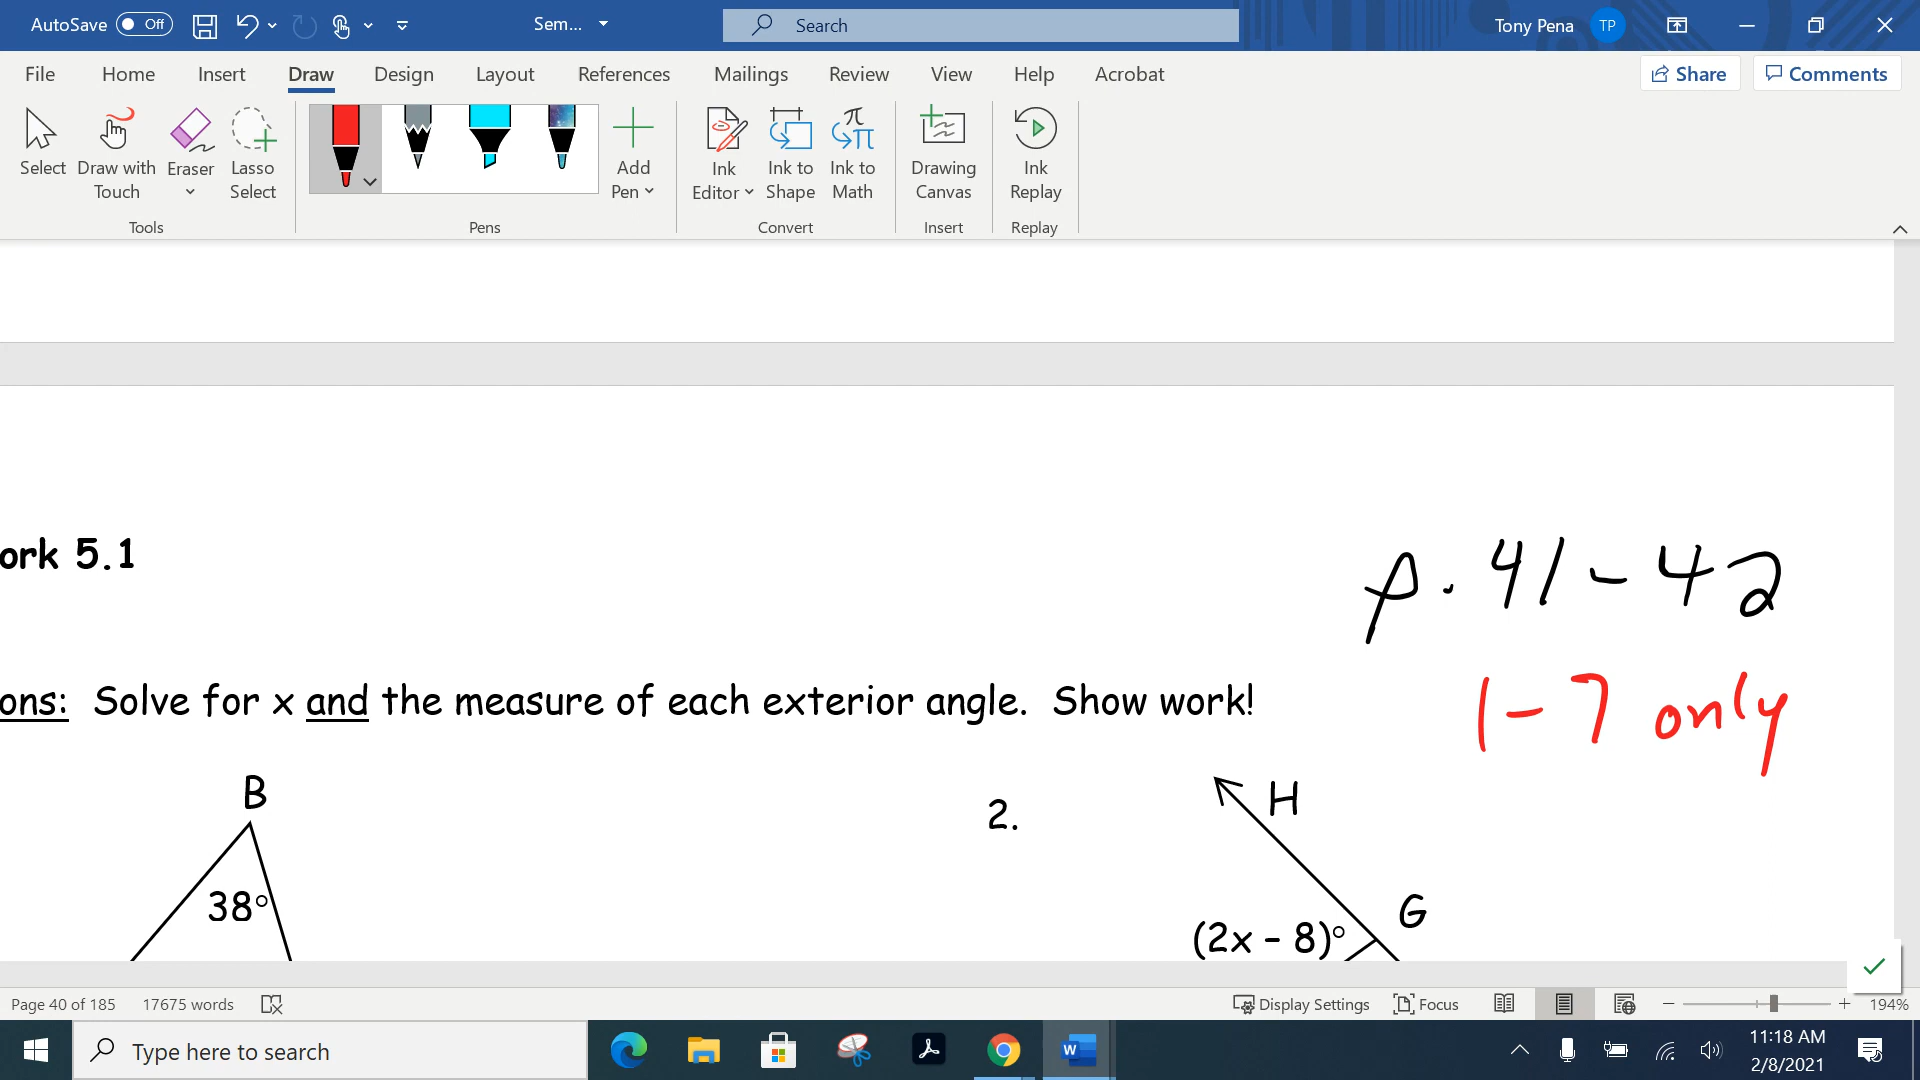 AutoSave Off Sem... Search Tony Pena TP
File Home Insert Draw Design Layout References Mailings Review View Help Acrobat Share Comments
Select Draw with Touch Eraser Lasso Select Add Pen Ink Editor Ink to Shape Ink to Math Drawing Canvas Ink Replay
Tools Pens Convert Insert Replay
ork 5.1
p. 41-42
ons: Solve for x and the measure of each exterior angle. Show work!
1-7 only
B
38°
2.
H
G
(2x - 8)°
Page 40 of 185 17675 words Display Settings Focus 194%
Type here to search 11:18 AM
2/8/2021